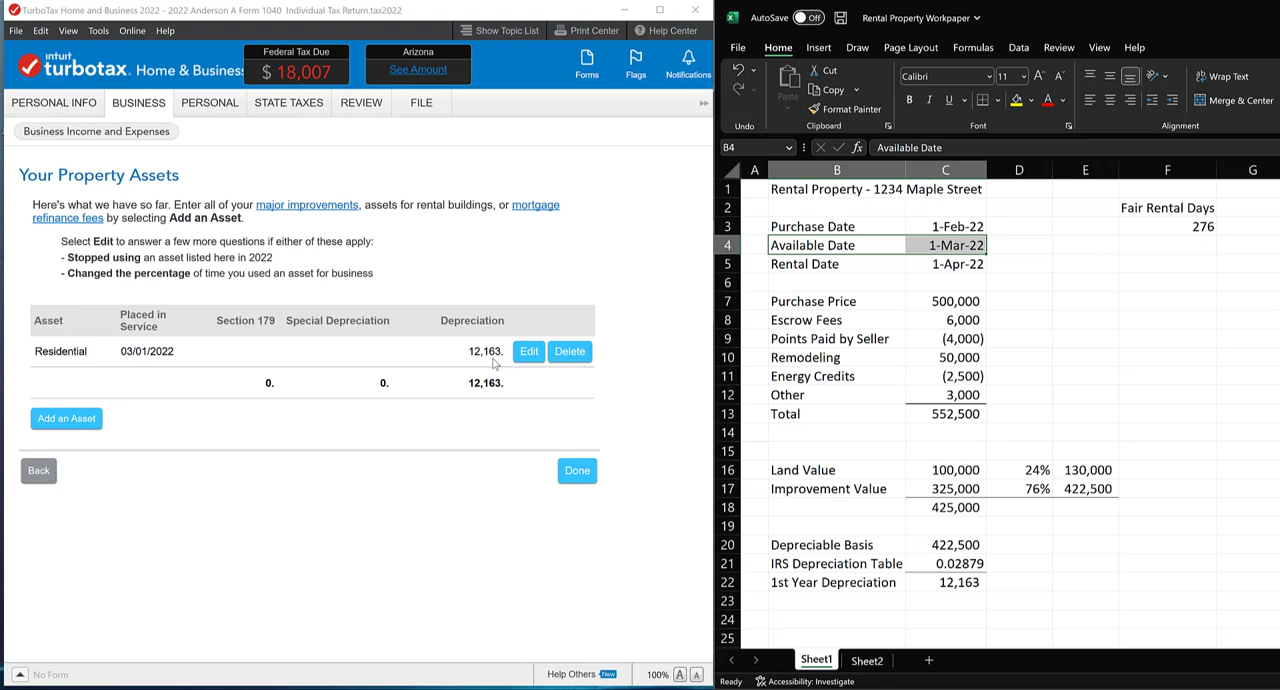 TurboTax Home and Business 2022 - 2022 Anderson A Form 1040 Individual Tax Return.tax2022
File Edit View Tools Online Help
Show Topic List Print Center Help Center
intuit
turbotax. Home & Business
Federal Tax Due
$ 18,007
Arizona
See Amount
Forms Flags Notifications
PERSONAL INFO BUSINESS PERSONAL STATE TAXES REVIEW FILE
Business Income and Expenses
Your Property Assets
Here's what we have so far. Enter all of your major improvements, assets for rental buildings, or mortgage
refinance fees by selecting Add an Asset.
Select Edit to answer a few more questions if either of these apply:
- Stopped using an asset listed here in 2022
- Changed the percentage of time you used an asset for business
Asset Placed in Service Section 179 Special Depreciation Depreciation
Residential 03/01/2022 12,163. Edit Delete
0. 0. 12,163.
Add an Asset
Back Done
No Form Help Others New 100% A A
AutoSave Off Rental Property Workpaper
File Home Insert Draw Page Layout Formulas Data Review View Help
Undo
Paste
Cut
Copy
Format Painter
Clipboard
Calibri 11 A A
B I U A
Font
ab Wrap Text
Merge & Center
Alignment
B4 fx Available Date
A B C D E F G
1 Rental Property - 1234 Maple Street
2 Fair Rental Days
3 Purchase Date 1-Feb-22 276
4 Available Date 1-Mar-22
5 Rental Date 1-Apr-22
6
7 Purchase Price 500,000
8 Escrow Fees 6,000
9 Points Paid by Seller (4,000)
10 Remodeling 50,000
11 Energy Credits (2,500)
12 Other 3,000
13 Total 552,500
14
15
16 Land Value 100,000 24% 130,000
17 Improvement Value 325,000 76% 422,500
18 425,000
19
20 Depreciable Basis 422,500
21 IRS Depreciation Table 0.02879
22 1st Year Depreciation 12,163
23
24
25
Sheet1 Sheet2 +
Ready Accessibility: Investigate